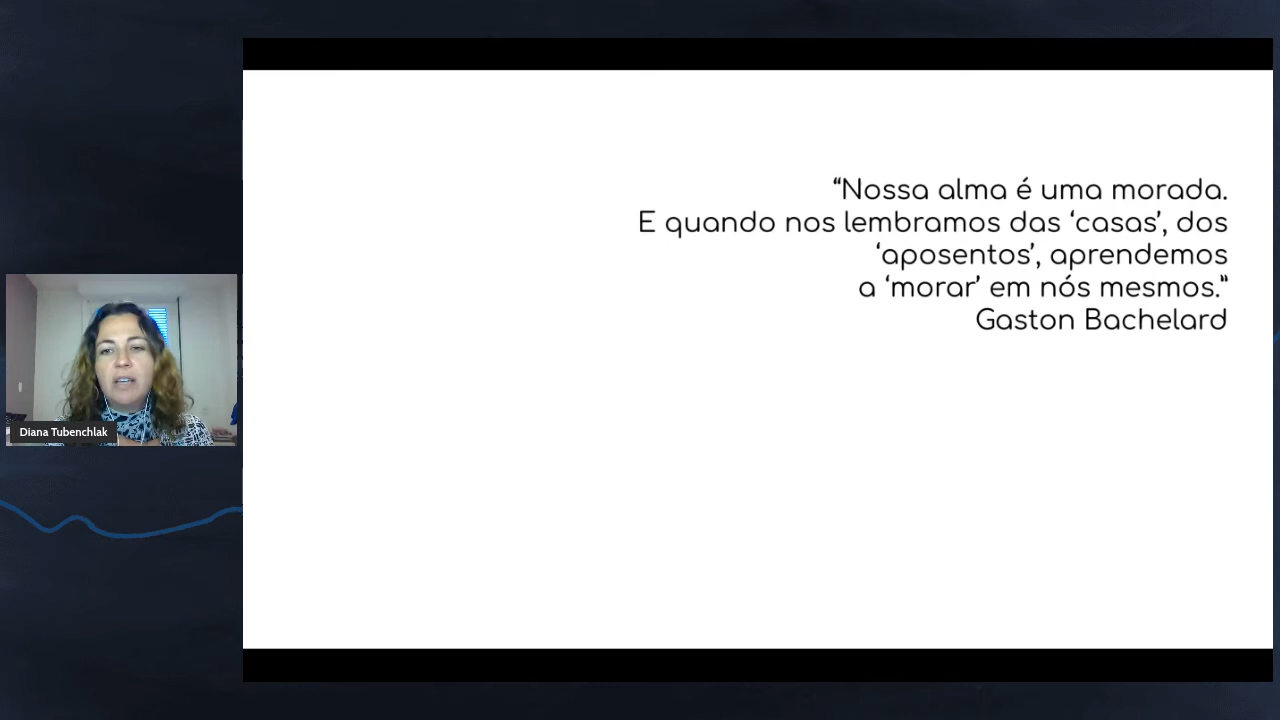 “Nossa alma é uma morada.
E quando nos lembramos das ‘casas’, dos
‘aposentos’, aprendemos
a ‘morar’ em nós mesmos.”
Gaston Bachelard
Diana Tubenchlak